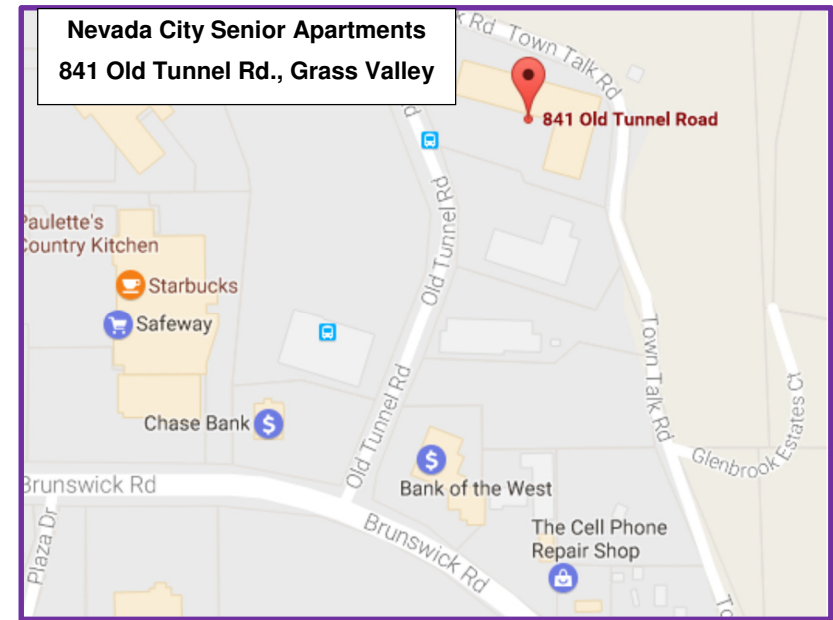 Nevada City Senior Apartments
841 Old Tunnel Rd., Grass Valley
k Rd
Town Talk Rd
841 Old Tunnel Road
Old Tunnel Rd
Paulette's
Country Kitchen
Starbucks
Safeway
Town Talk Rd
Old Tunnel Rd
Chase Bank
Glenbrook Estates Ct
Bank of the West
Brunswick Rd
Plaza Dr
Brunswick Rd
The Cell Phone
Repair Shop
To